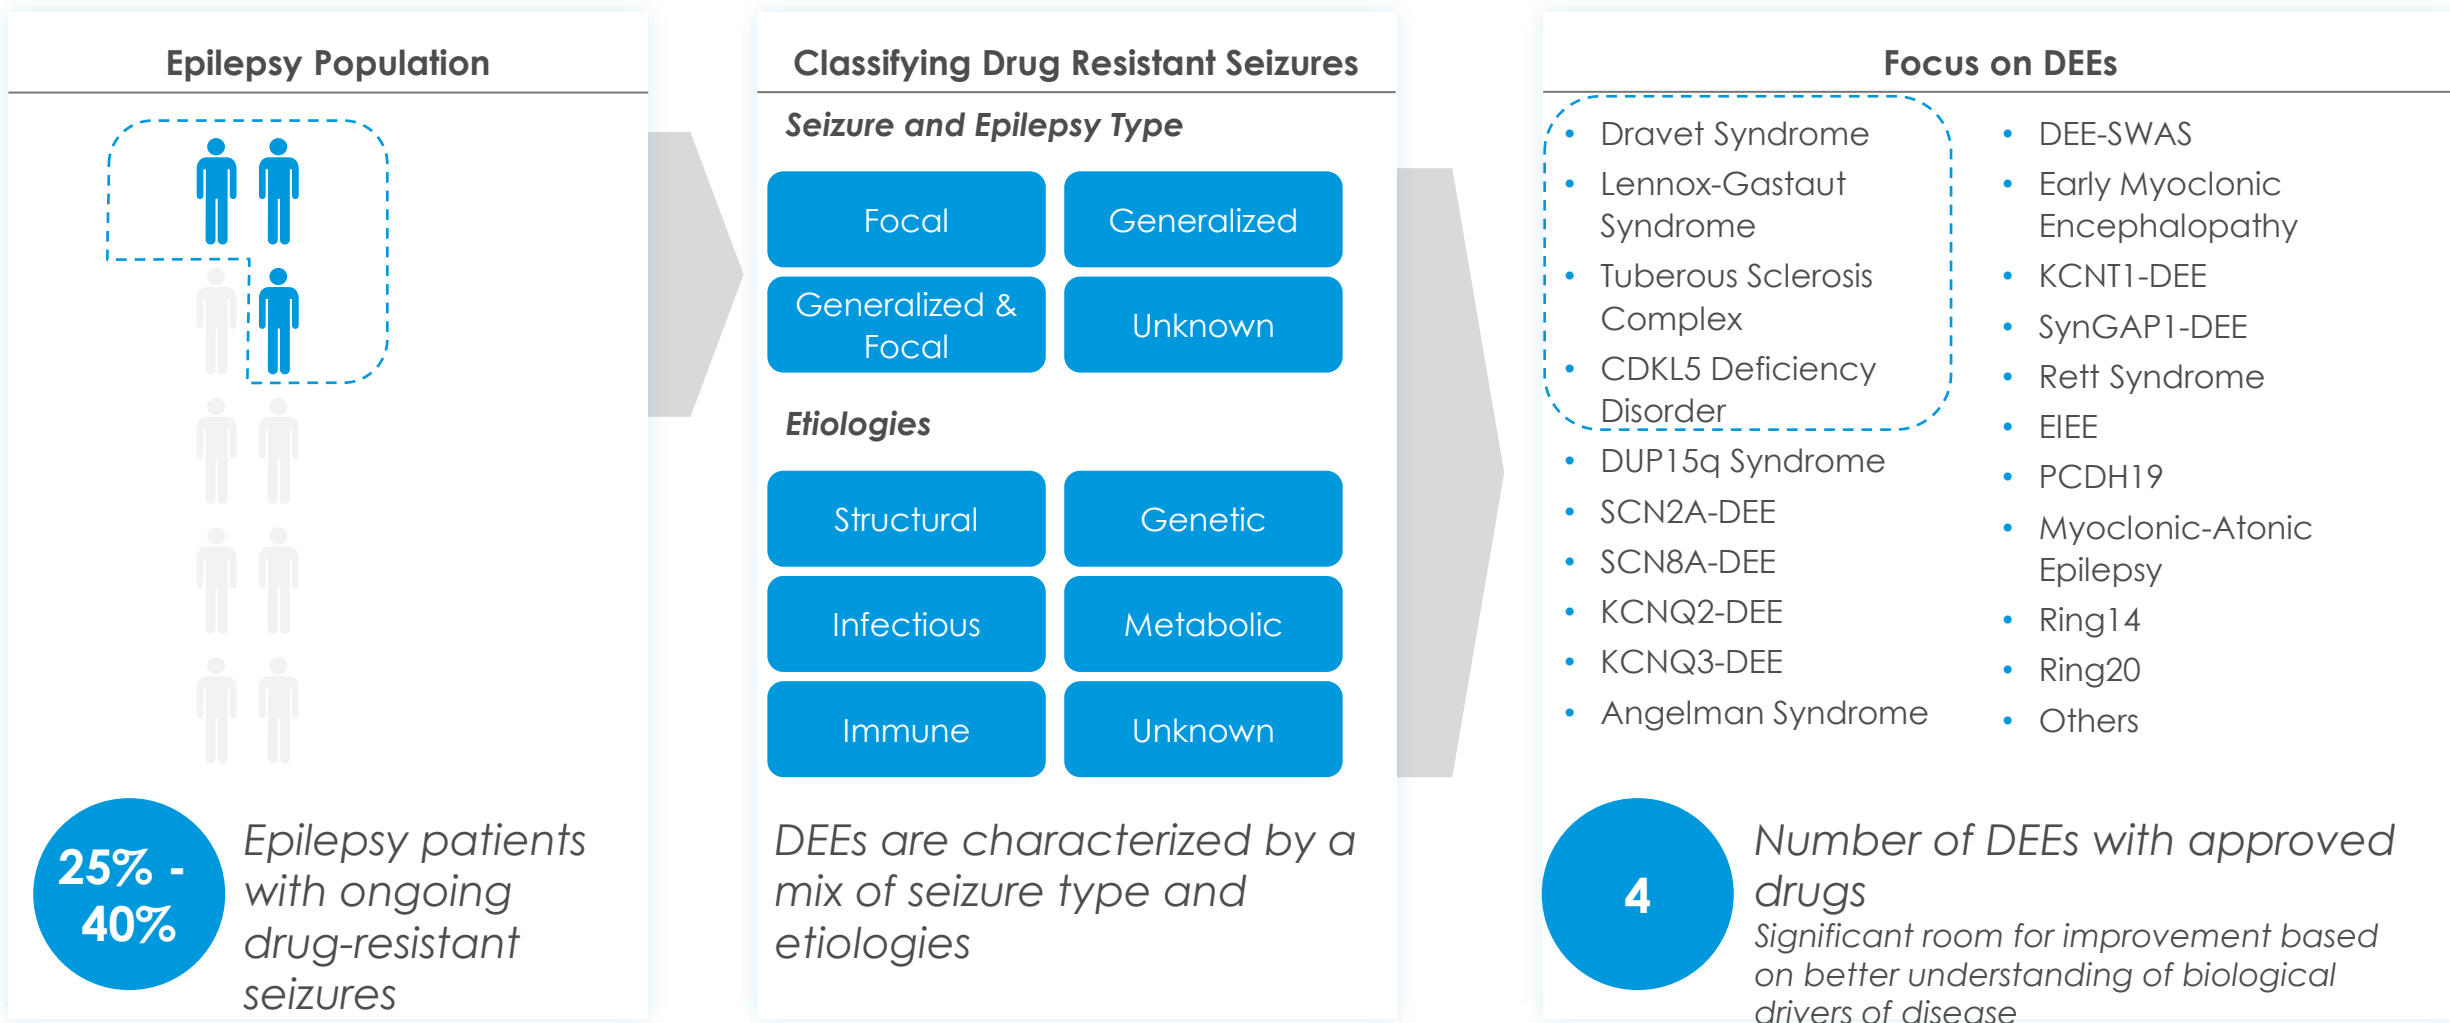 Epilepsy Population
25% -
40%
Epilepsy patients
with ongoing
drug-resistant
seizures
Classifying Drug Resistant Seizures
Seizure and Epilepsy Type
Focal
Generalized
Generalized &
Focal
Unknown
Etiologies
Structural
Genetic
Infectious
Metabolic
Immune
Unknown
DEEs are characterized by a
mix of seizure type and
etiologies
Focus on DEEs
• Dravet Syndrome
• Lennox-Gastaut
Syndrome
• Tuberous Sclerosis
Complex
• CDKL5 Deficiency
Disorder
• DUP15q Syndrome
• SCN2A-DEE
• SCN8A-DEE
• KCNQ2-DEE
• KCNQ3-DEE
• Angelman Syndrome
• DEE-SWAS
• Early Myoclonic
Encephalopathy
• KCNT1-DEE
• SynGAP1-DEE
• Rett Syndrome
• EIEE
• PCDH19
• Myoclonic-Atonic
Epilepsy
• Ring14
• Ring20
• Others
4
Number of DEEs with approved
drugs
Significant room for improvement based
on better understanding of biological
drivers of disease